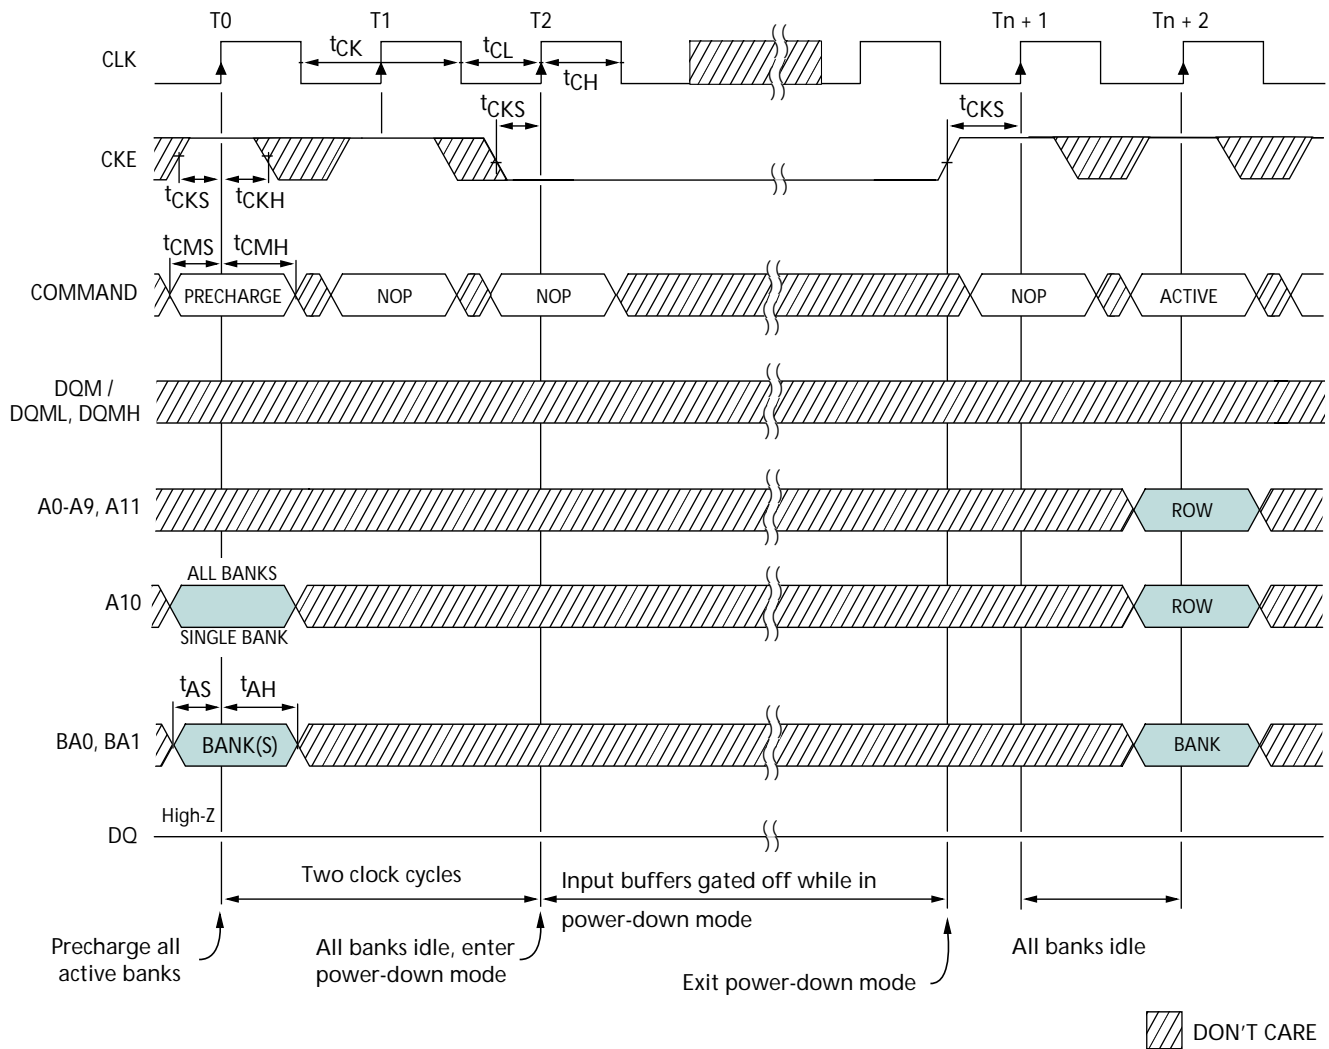 T0 T1 T2 Tn + 1 Tn + 2
CLK
tCK tCL
tCH
tCKS tCKS
CKE
tCKS tCKH
tCMS tCMH
COMMAND PRECHARGE NOP NOP NOP ACTIVE
DQM /
DQML, DQMH
A0-A9, A11 ROW
ALL BANKS
A10 ROW
SINGLE BANK
tAS tAH
BA0, BA1 BANK(S) BANK
High-Z
DQ
Two clock cycles
Input buffers gated off while in
power-down mode
Precharge all
active banks
All banks idle, enter
power-down mode
Exit power-down mode
All banks idle
DON'T CARE